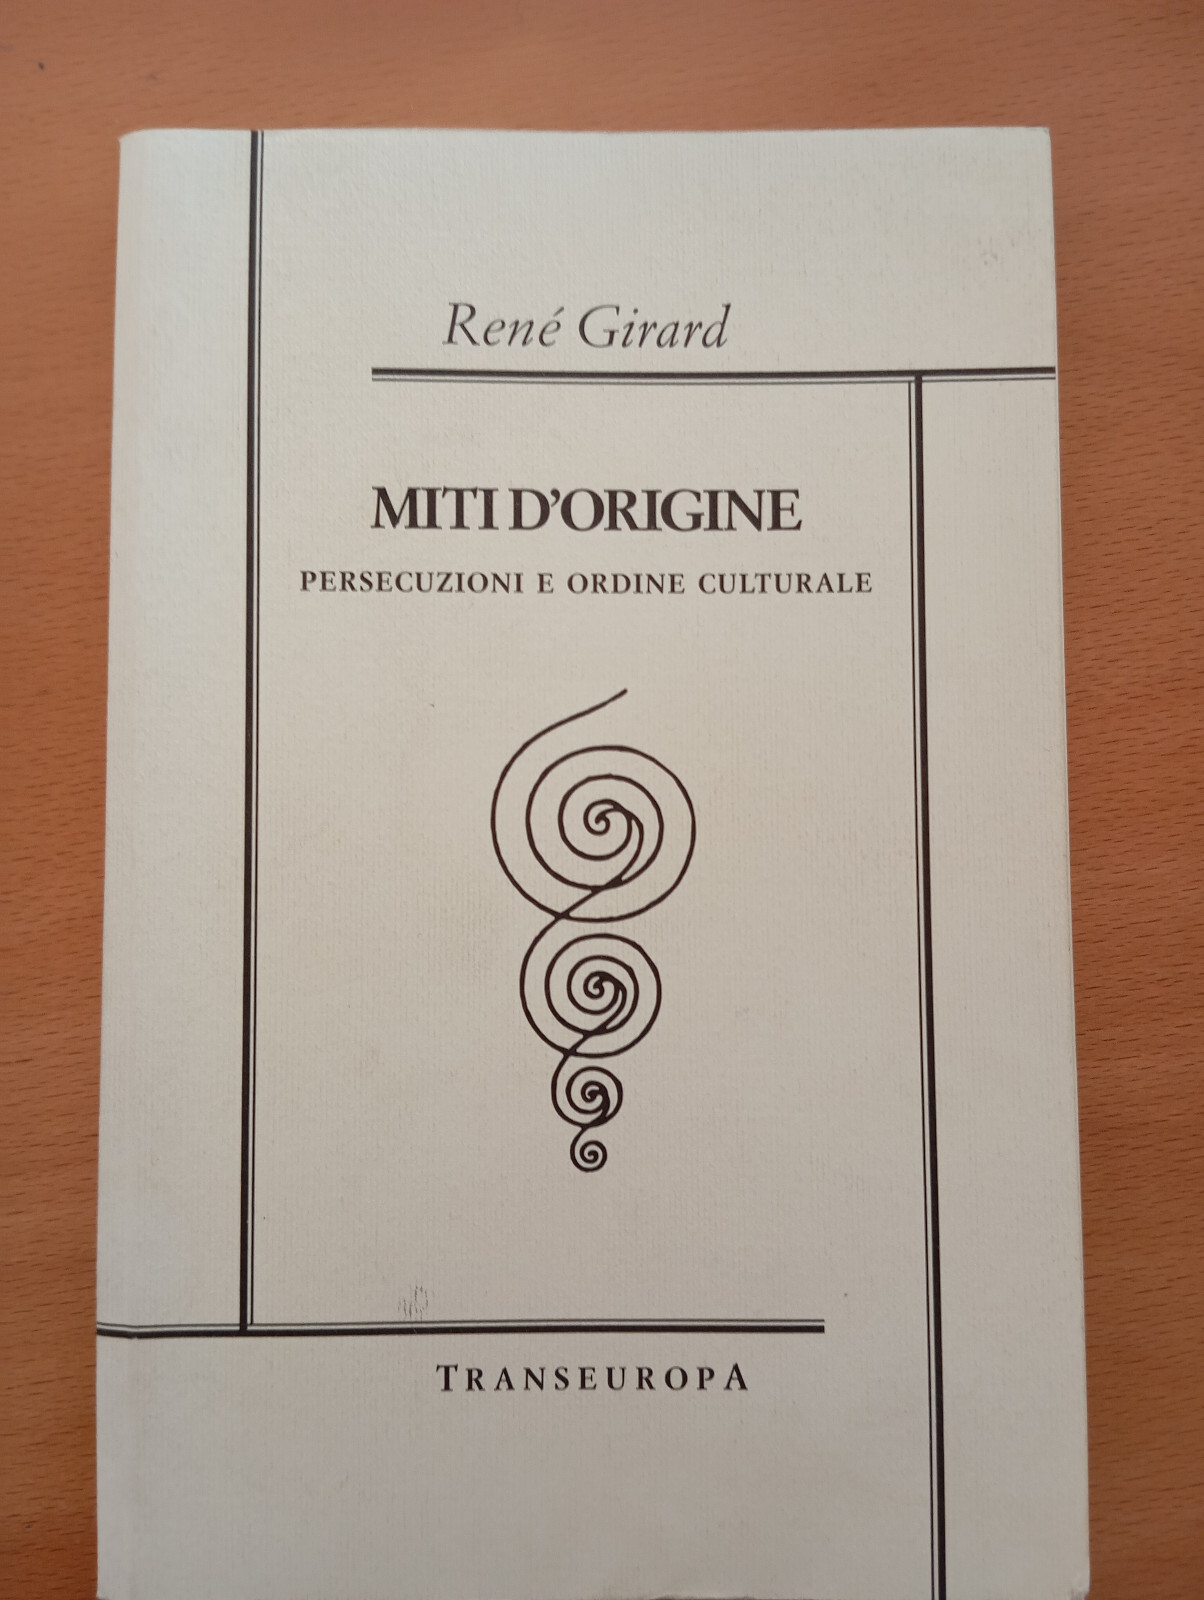 René Girard
MITI D'ORIGINE
PERSECUZIONI E ORDINE CULTURALE
TRANSEUROPA